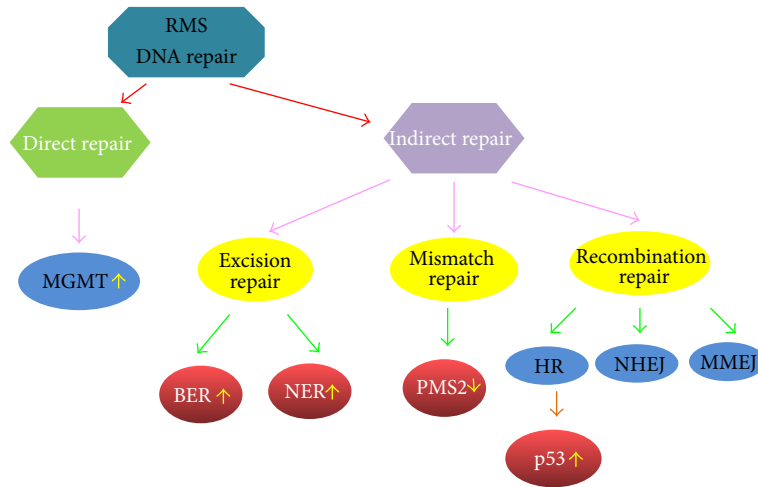 RMS
DNA repair
Direct repair
Indirect repair
MGMT ↑
Excision
repair
Mismatch
repair
Recombination
repair
BER ↑
NER ↑
PMS2 ↓
HR
NHEJ
MMEJ
p53 ↑